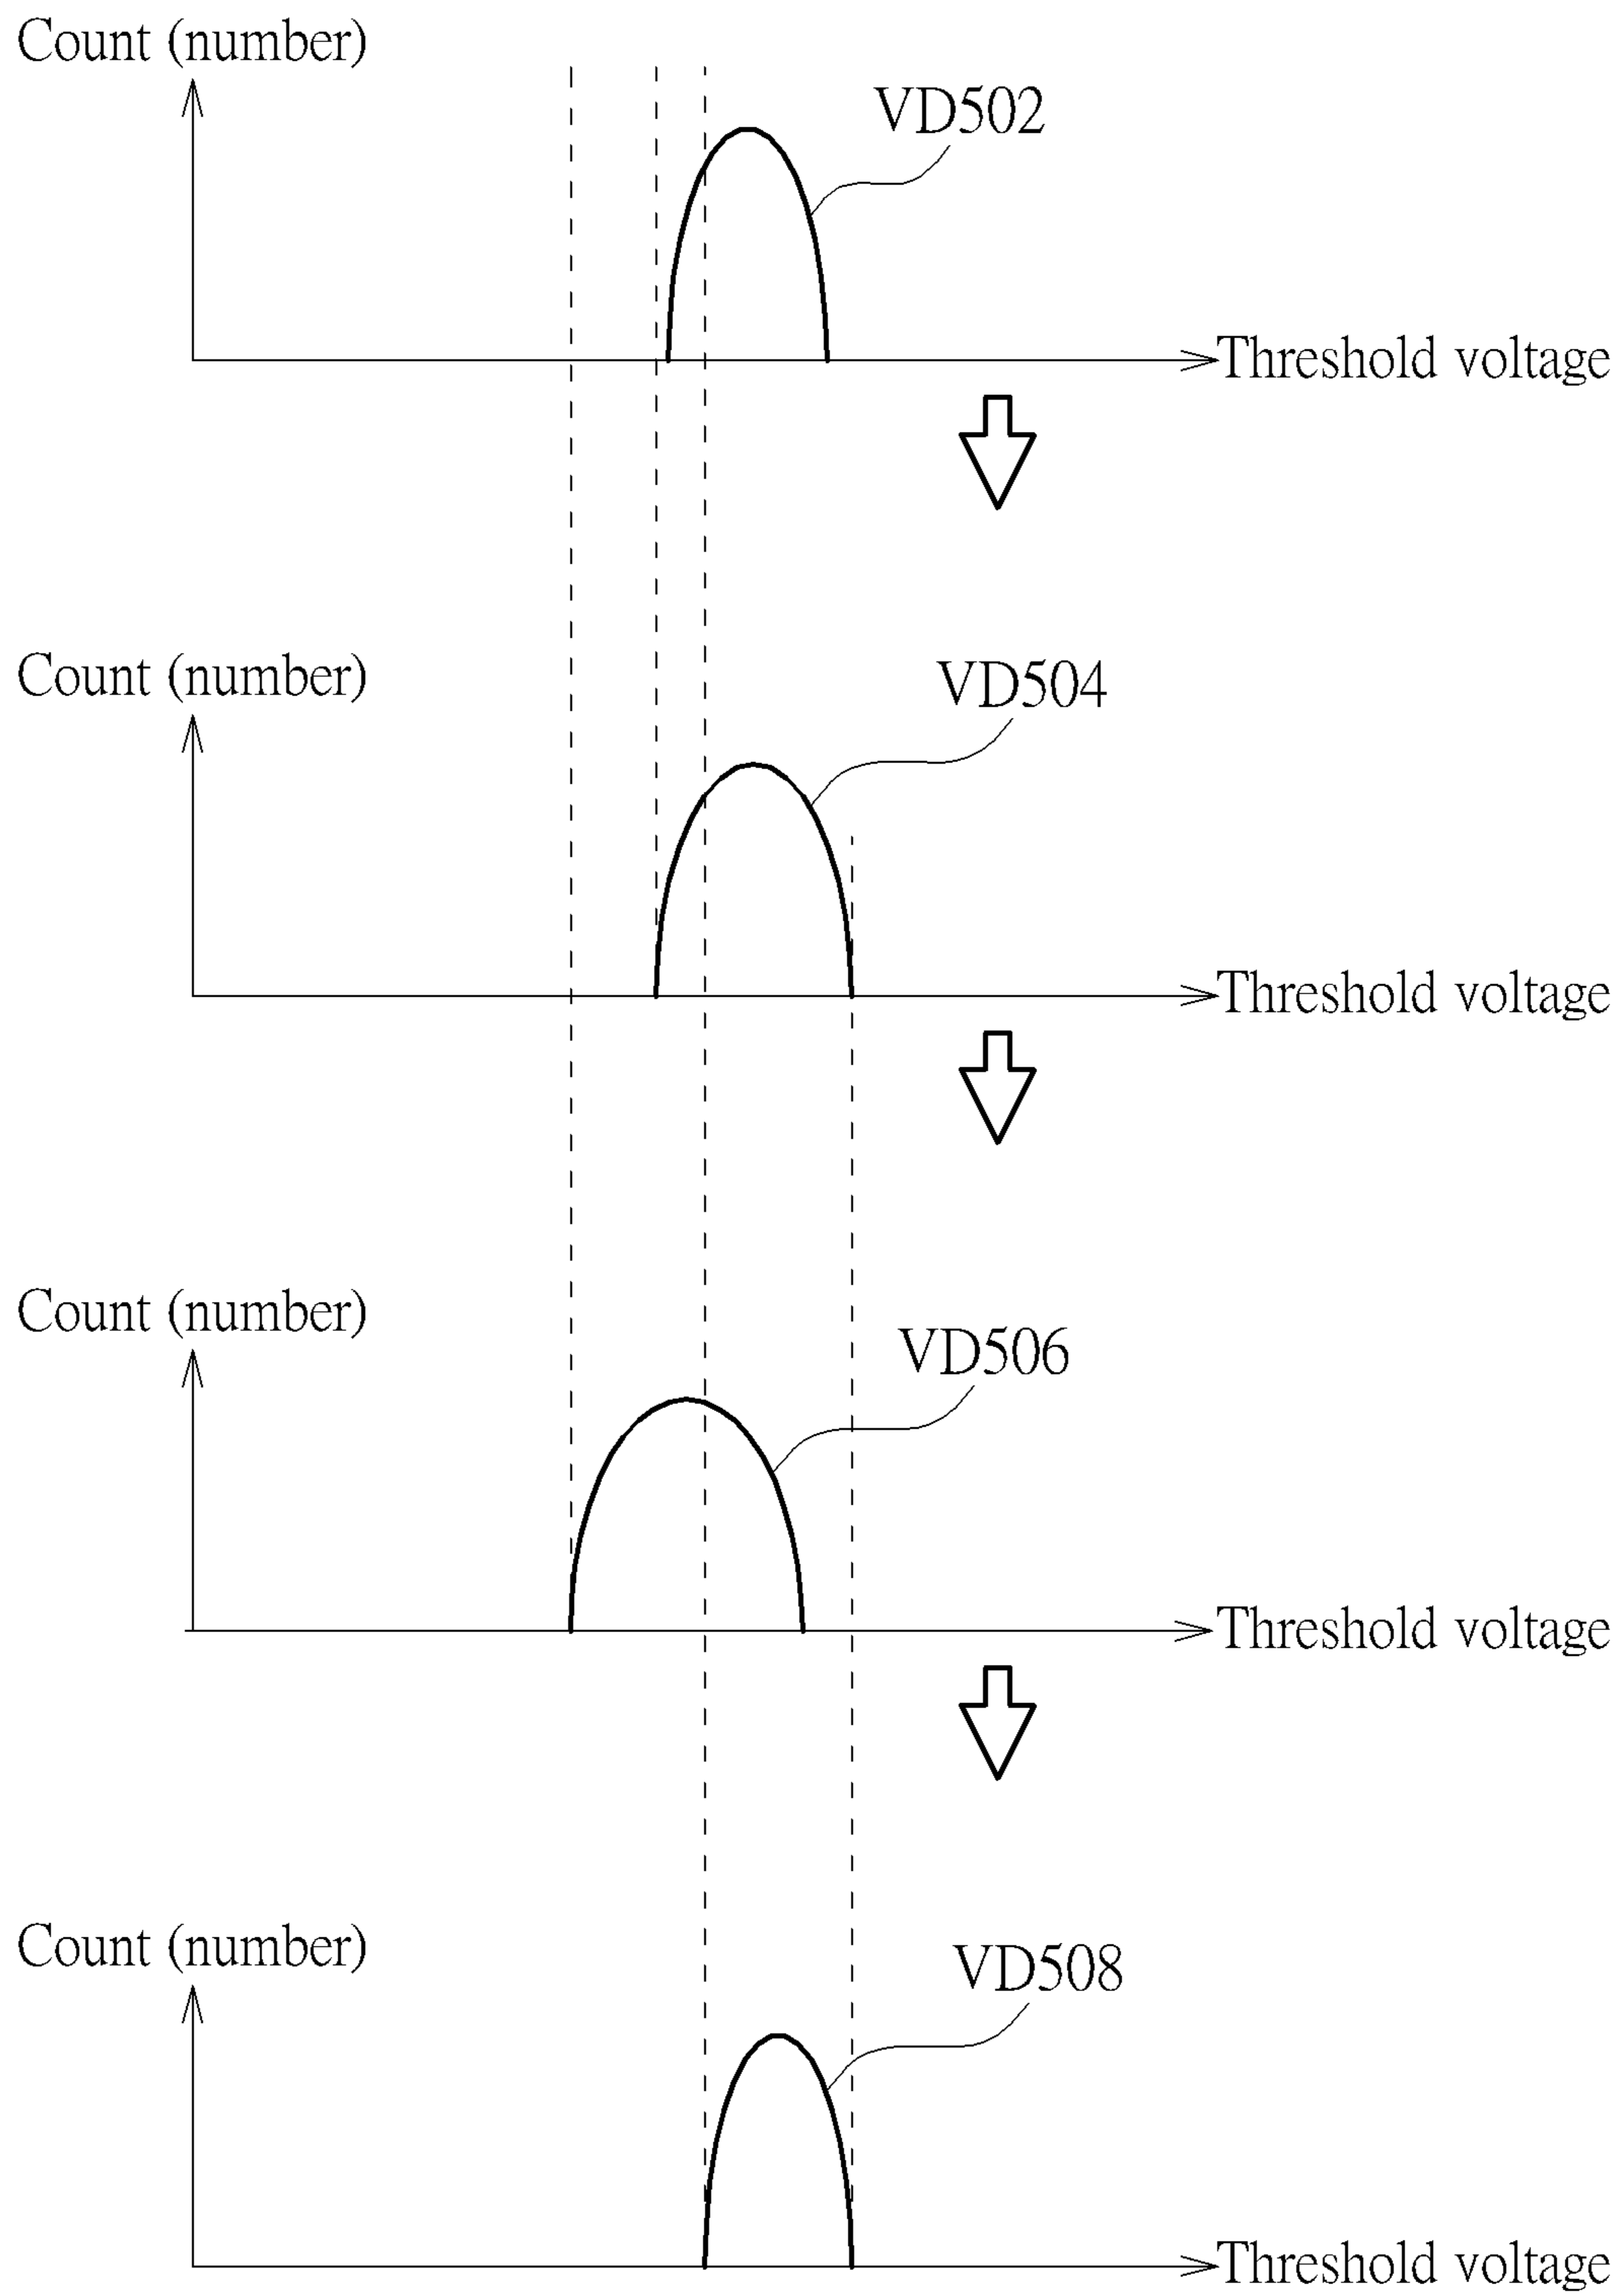 Count (number)
VD502
Threshold voltage
Count (number)
VD504
Threshold voltage
Count (number)
VD506
Threshold voltage
Count (number)
VD508
Threshold voltage